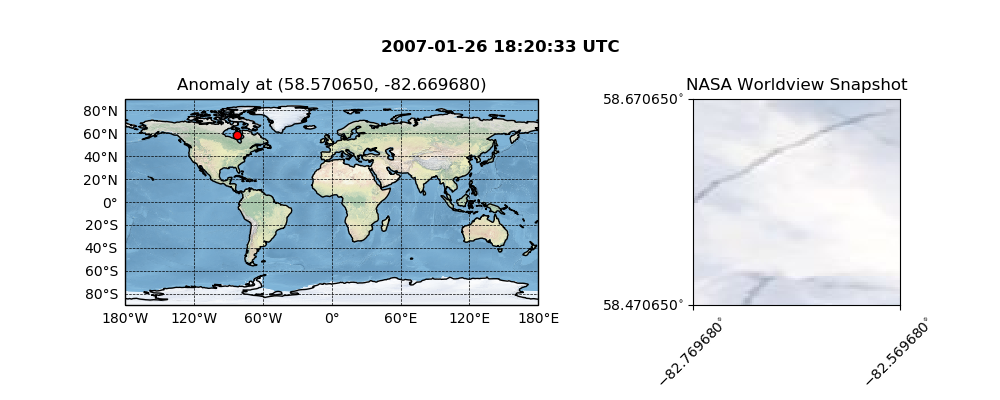 2007-01-26 18:20:33 UTC
Anomaly at (58.570650, -82.669680)
80°N
60°N
40°N
20°N
0°
20°S
40°S
60°S
80°S
180°W 120°W 60°W 0° 60°E 120°E 180°E
NASA Worldview Snapshot
58.670650°
58.470650°
−82.769680°
−82.569680°